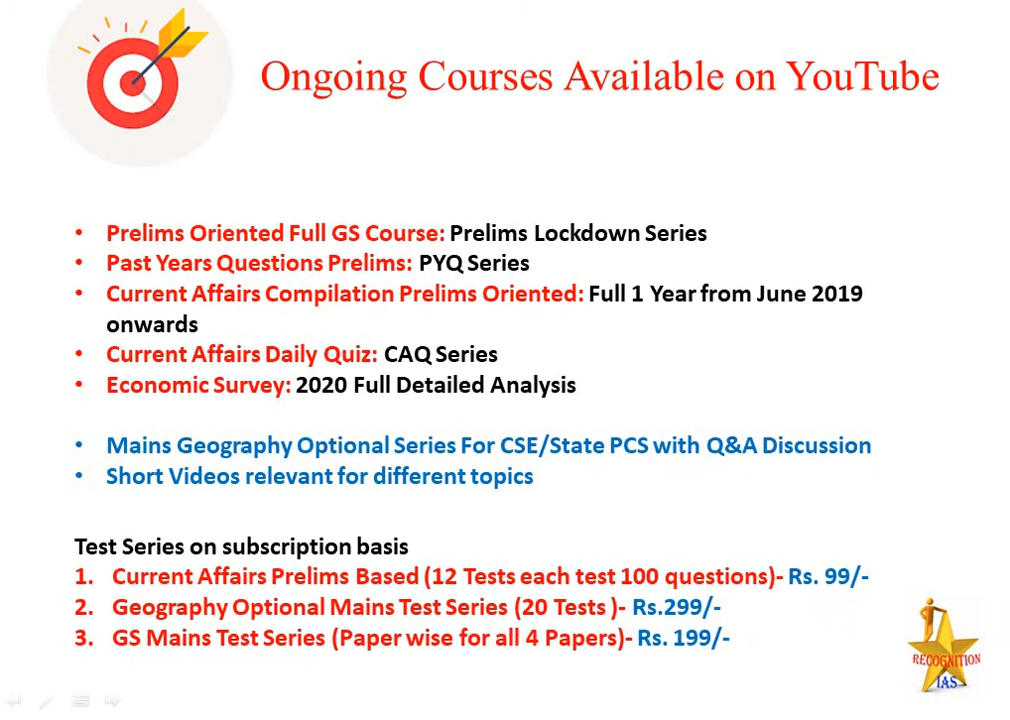 Ongoing Courses Available on YouTube
• Prelims Oriented Full GS Course: Prelims Lockdown Series
• Past Years Questions Prelims: PYQ Series
• Current Affairs Compilation Prelims Oriented: Full 1 Year from June 2019
onwards
• Current Affairs Daily Quiz: CAQ Series
• Economic Survey: 2020 Full Detailed Analysis
• Mains Geography Optional Series For CSE/State PCS with Q&A Discussion
• Short Videos relevant for different topics
Test Series on subscription basis
1. Current Affairs Prelims Based (12 Tests each test 100 questions)- Rs. 99/-
2. Geography Optional Mains Test Series (20 Tests )- Rs.299/-
3. GS Mains Test Series (Paper wise for all 4 Papers)- Rs. 199/-
RECOGNITION
IAS